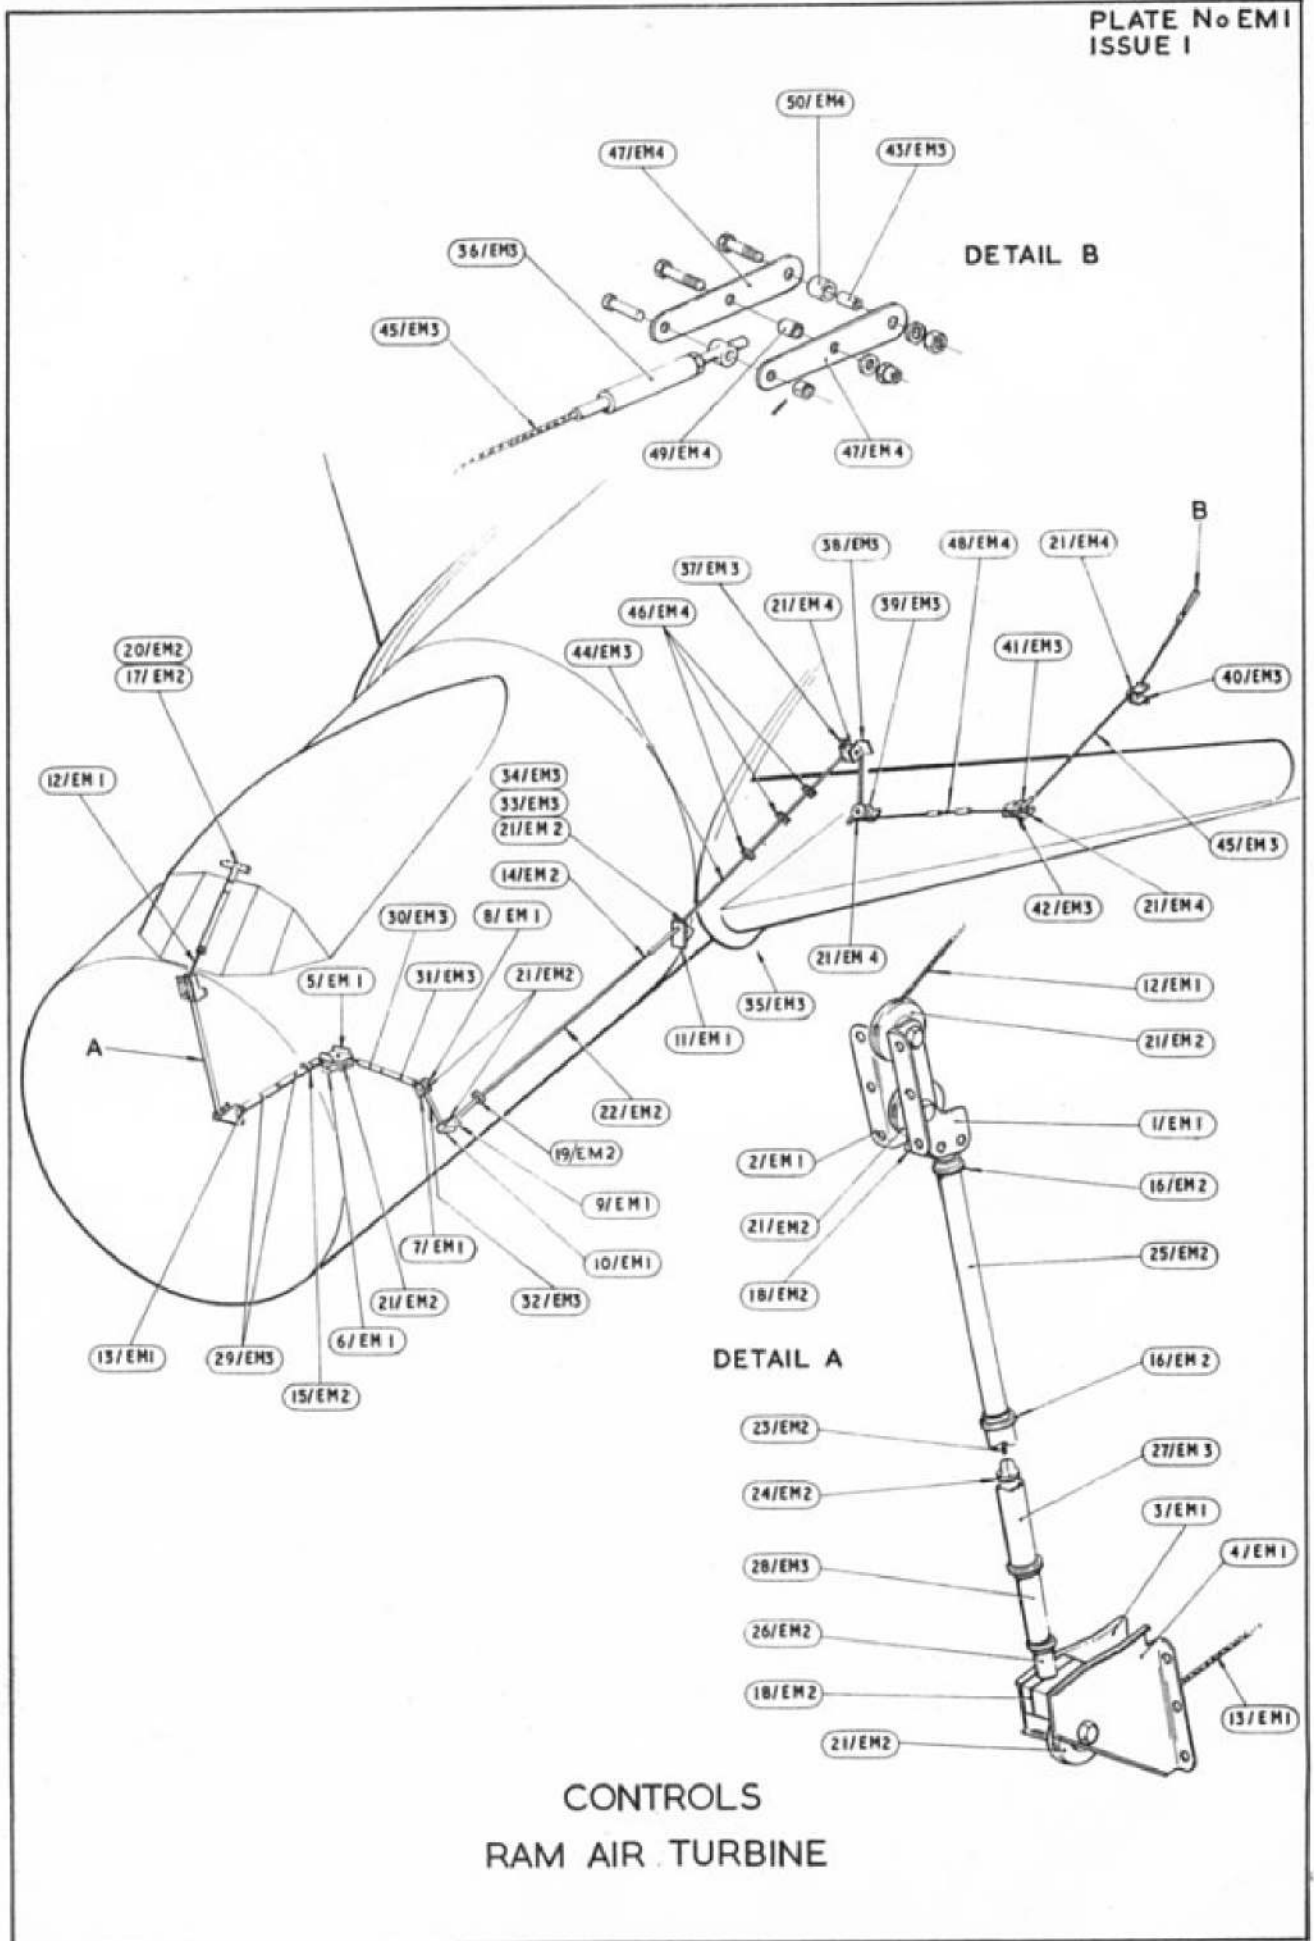 PLATE No EM1
ISSUE 1
50/EM4
47/EM4
43/EM3
36/EM3
DETAIL B
45/EM3
49/EM4
47/EM4
B
38/EM3
48/EM4
21/EM4
37/EM3
21/EM4
39/EM3
46/EM4
20/EM2
17/EM2
44/EM3
41/EM3
40/EM3
12/EM1
34/EM3
33/EM3
21/EM2
45/EM3
14/EM2
30/EM3
8/EM1
42/EM3
21/EM4
5/EM1
31/EM3
21/EM2
21/EM4
35/EM3
12/EM1
A
11/EM1
21/EM2
22/EM2
1/EM1
19/EM2
2/EM1
16/EM2
9/EM1
21/EM2
7/EM1
10/EM1
25/EM2
21/EM2
32/EM3
18/EM2
6/EM1
13/EM1
29/EM3
DETAIL A
16/EM2
15/EM2
23/EM2
27/EM3
24/EM2
3/EM1
4/EM1
28/EM3
26/EM2
18/EM2
13/EM1
21/EM2
CONTROLS
RAM AIR TURBINE